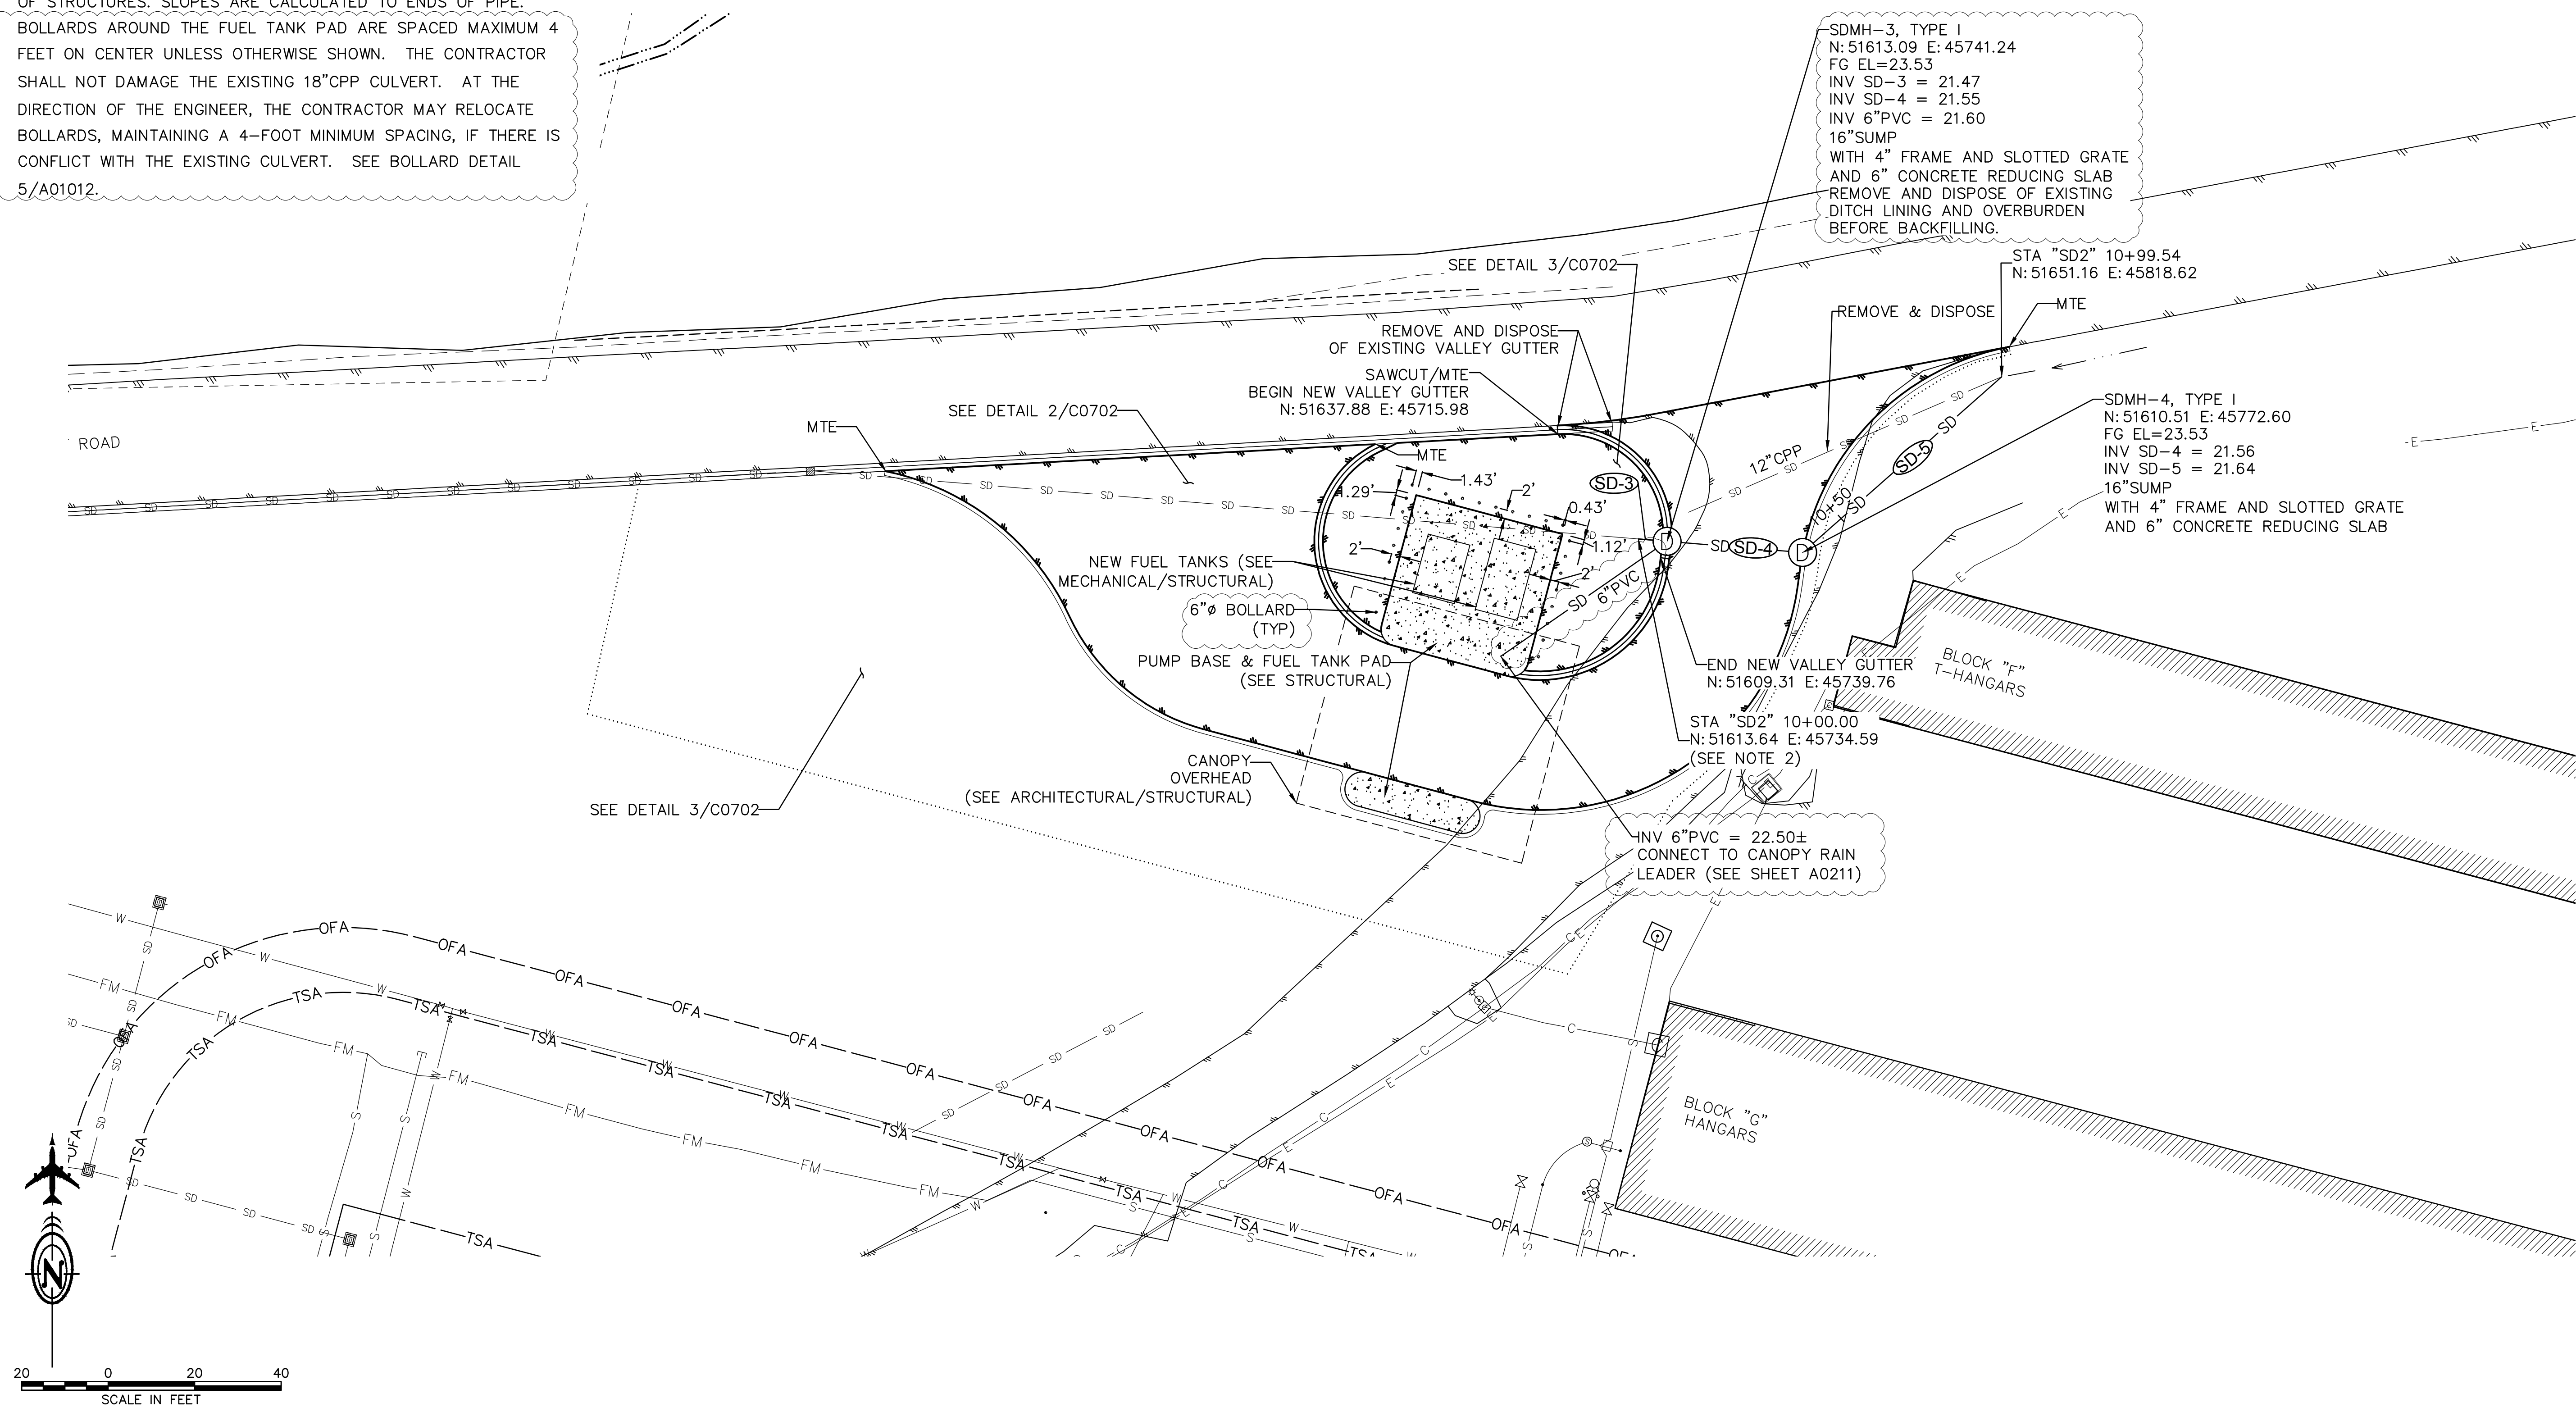 OF STRUCTURES. SLOPES ARE CALCULATED TO ENDS OF PIPE.
BOLLARDS AROUND THE FUEL TANK PAD ARE SPACED MAXIMUM 4
FEET ON CENTER UNLESS OTHERWISE SHOWN. THE CONTRACTOR
SHALL NOT DAMAGE THE EXISTING 18"CPP CULVERT. AT THE
DIRECTION OF THE ENGINEER, THE CONTRACTOR MAY RELOCATE
BOLLARDS, MAINTAINING A 4-FOOT MINIMUM SPACING, IF THERE IS
CONFLICT WITH THE EXISTING CULVERT. SEE BOLLARD DETAIL
5/A01012.
SDMH-3, TYPE I
N:51613.09 E:45741.24
FG EL=23.53
INV SD-3 = 21.47
INV SD-4 = 21.55
INV 6"PVC = 21.60
16"SUMP
WITH 4" FRAME AND SLOTTED GRATE
AND 6" CONCRETE REDUCING SLAB
REMOVE AND DISPOSE OF EXISTING
DITCH LINING AND OVERBURDEN
BEFORE BACKFILLING.
STA "SD2" 10+99.54
N:51651.16 E:45818.62
SEE DETAIL 3/C0702
REMOVE & DISPOSE
MTE
REMOVE AND DISPOSE
OF EXISTING VALLEY GUTTER
SAWCUT/MTE
BEGIN NEW VALLEY GUTTER
N:51637.88 E:45715.98
SEE DETAIL 2/C0702
MTE
ROAD
MTE
SDMH-4, TYPE I
N:51610.51 E:45772.60
FG EL=23.53
INV SD-4 = 21.56
INV SD-5 = 21.64
16"SUMP
WITH 4" FRAME AND SLOTTED GRATE
AND 6" CONCRETE REDUCING SLAB
12"CPP
SD-5
SD-3
SD-4
10+50
1.43'
1.29'
2'
0.43'
1.12'
2'
2'
6"PVC
NEW FUEL TANKS (SEE
MECHANICAL/STRUCTURAL)
6"ø BOLLARD
(TYP)
PUMP BASE & FUEL TANK PAD
(SEE STRUCTURAL)
END NEW VALLEY GUTTER
N:51609.31 E:45739.76
STA "SD2" 10+00.00
N:51613.64 E:45734.59
(SEE NOTE 2)
BLOCK "F"
T-HANGARS
CANOPY
OVERHEAD
(SEE ARCHITECTURAL/STRUCTURAL)
SEE DETAIL 3/C0702
INV 6"PVC = 22.50±
CONNECT TO CANOPY RAIN
LEADER (SEE SHEET A0211)
OFA
TSA
FM
W
SD
S
C
E
BLOCK "G"
HANGARS
N
20 0 20 40
SCALE IN FEET